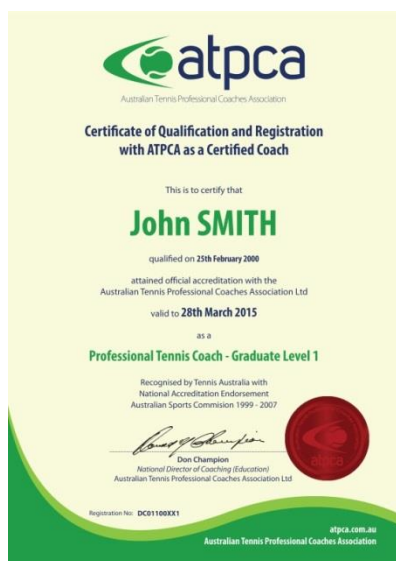 atpca
Australian Tennis Professional Coaches Association
Certificate of Qualification and Registration
with ATPCA as a Certified Coach
This is to certify that
John SMITH
qualified on 25th February 2000
attained official accreditation with the
Australian Tennis Professional Coaches Association Ltd
valid to 28th March 2015
as a
Professional Tennis Coach - Graduate Level 1
Recognised by Tennis Australia with
National Accreditation Endorsement
Australian Sports Commision 1999 - 2007
Don Champion
National Director of Coaching (Education)
Australian Tennis Professional Coaches Association Ltd
atpca
Registration No: DC01100XX1
atpca.com.au
Australian Tennis Professional Coaches Association